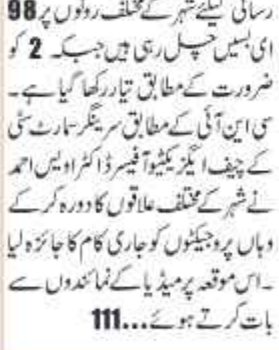 رسائی کیلئے شہر کے مختلف روٹوں پر 98
ای بسیں چل رہی ہیں جبکہ 2 کو
ضرورت کے مطابق تیار رکھا گیا ہے۔
سی این آئی کے مطابق سرینگر سمارٹ سٹی
کے چیف ایگزیکٹیو آفیسر ڈاکٹر اویس احمد
نے شہر کے مختلف علاقوں کا دورہ کر کے
وہاں پروجیکٹوں کو جاری کام کا جائزہ لیا
۔اس موقعہ پر میڈیا کے نمائندوں سے
بات کرتے ہوئے...111